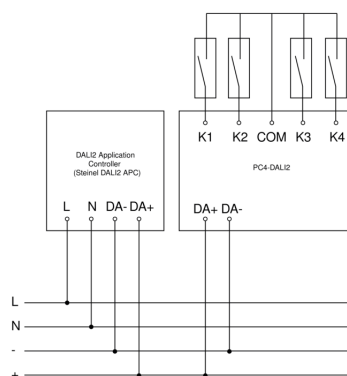 K1 K2 COM K3 K4
DALI2 Application
Controller
(Steinel DALI2 APC)
PC4-DALI2
L N DA- DA+
DA+ DA-
L
N
-
+